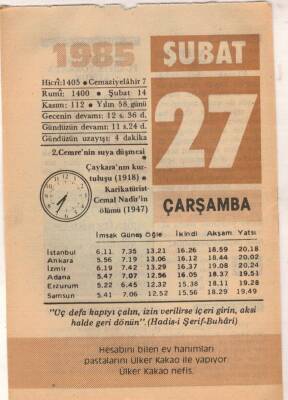 1985
ŞUBAT
27
ÇARŞAMBA
Hicrî:1405 • Cemaziyelâhir 7
Rumî: 1400 • Şubat 14
Kasım: 112 • Yılın 58. günü
Gecenin devamı: 12 s. 36 d.
Gündüzün devamı: 11 s.24 d.
Gündüzün uzayışı: 4 dakika
2.Cemre'nin suya düşmesi
Çaykara'nın kur-
tuluşu (1918) •
Karikatürist
Cemal Nadir'in
ölümü (1947)
İmsak Güneş Öğle İkindi Akşam Yatsı
İstanbul 6.11 7.35 13.21 16.26 18.59 20.18
Ankara 5.56 7.19 13.06 16.12 18.44 20.02
İzmir 6.19 7.42 13.29 16.37 19.08 20.24
Adana 5.47 7.07 12.56 16.05 18.37 19.51
Erzurum 5.22 6.45 12.32 15.38 18.11 19.28
Samsun 5.41 7.06 12.52 15.56 18.29 19.49
"Üç defa kapıyı çalın, izin verilirse içeri girin, aksi
halde geri dönün".(Hadis-i Şerif-Buhâri)
Hesabını bilen ev hanımları
pastalarını Ülker Kakao ile yapıyor.
Ülker Kakao nefis.